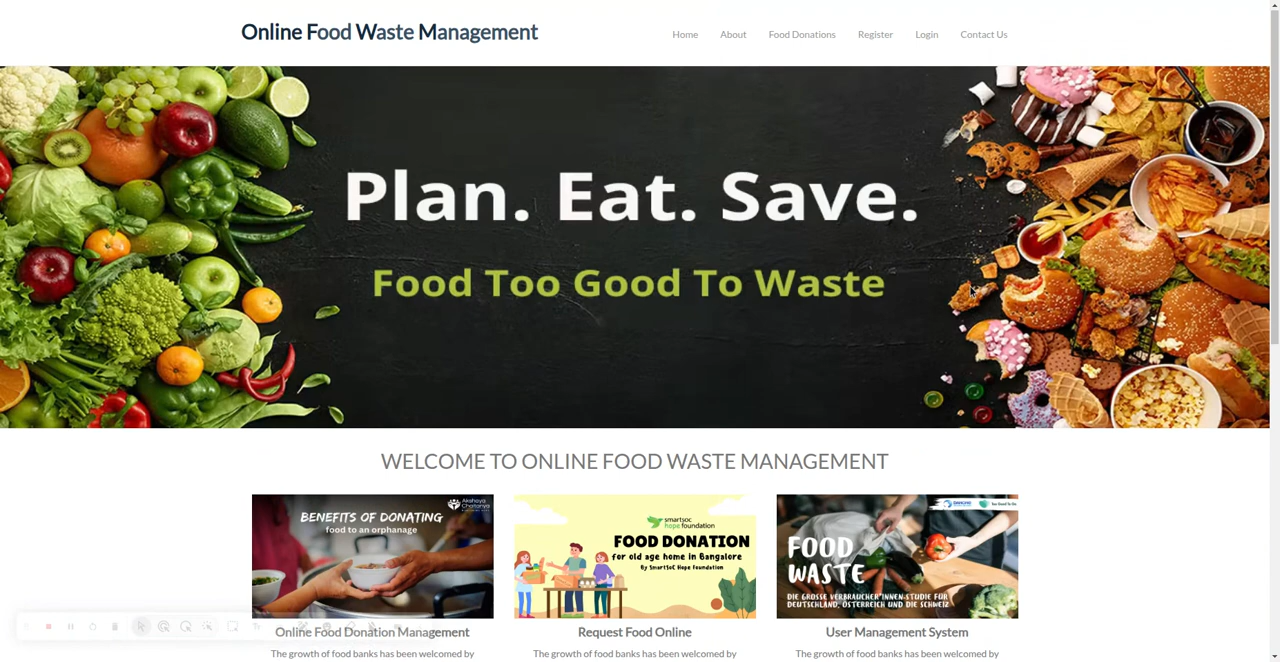 Online Food Waste Management
Home About Food Donations Register Login Contact Us
Plan. Eat. Save.
Food Too Good To Waste
WELCOME TO ONLINE FOOD WASTE MANAGEMENT
Akshaya
Chaitanya
BENEFITS OF DONATING
food to an orphanage
smartsoc
hope foundation
FOOD DONATION
for old age home in Bangalore
By SmartSoC Hope Foundation
FOOD
WASTE
DIE GROSSE VERBRAUCHER*INNEN-STUDIE FÜR
DEUTSCHLAND, ÖSTERREICH UND DIE SCHWEIZ
Online Food Donation Management
Request Food Online
User Management System
The growth of food banks has been welcomed by
The growth of food banks has been welcomed by
The growth of food banks has been welcomed by